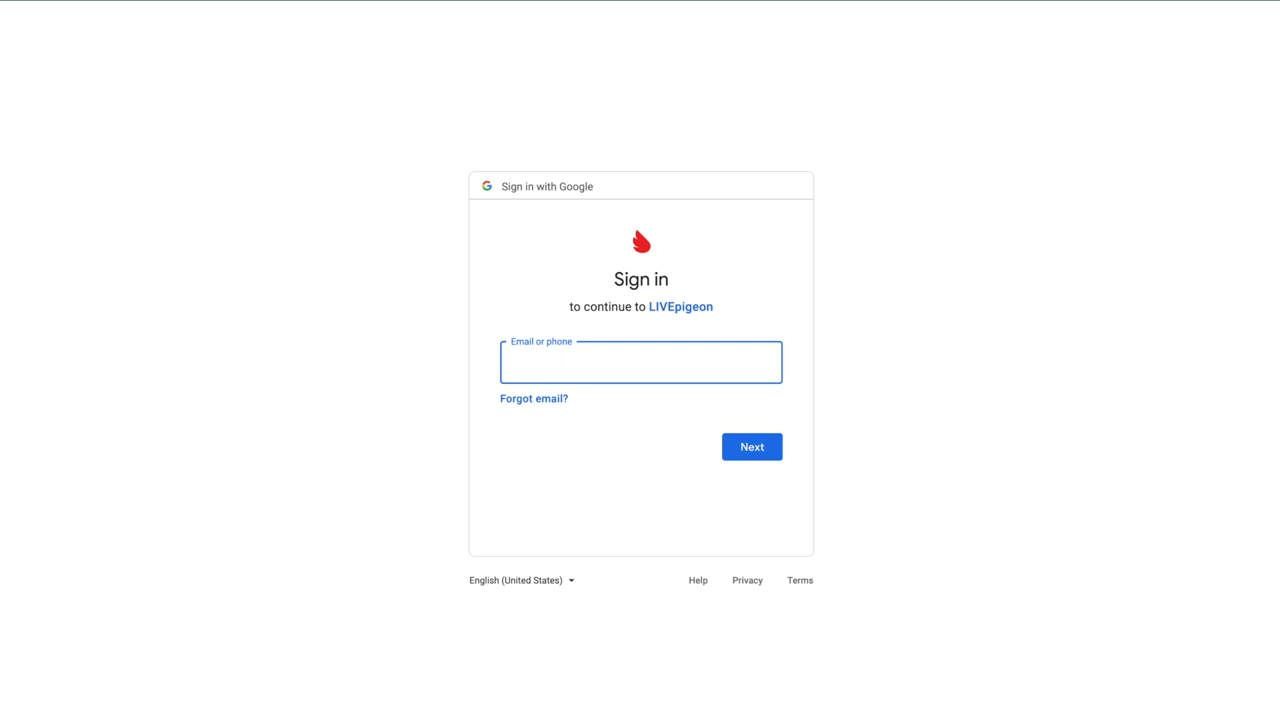 Sign in with Google
Sign in
to continue to LIVEpigeon
Email or phone
Forgot email?
Next
English (United States)
Help Privacy Terms